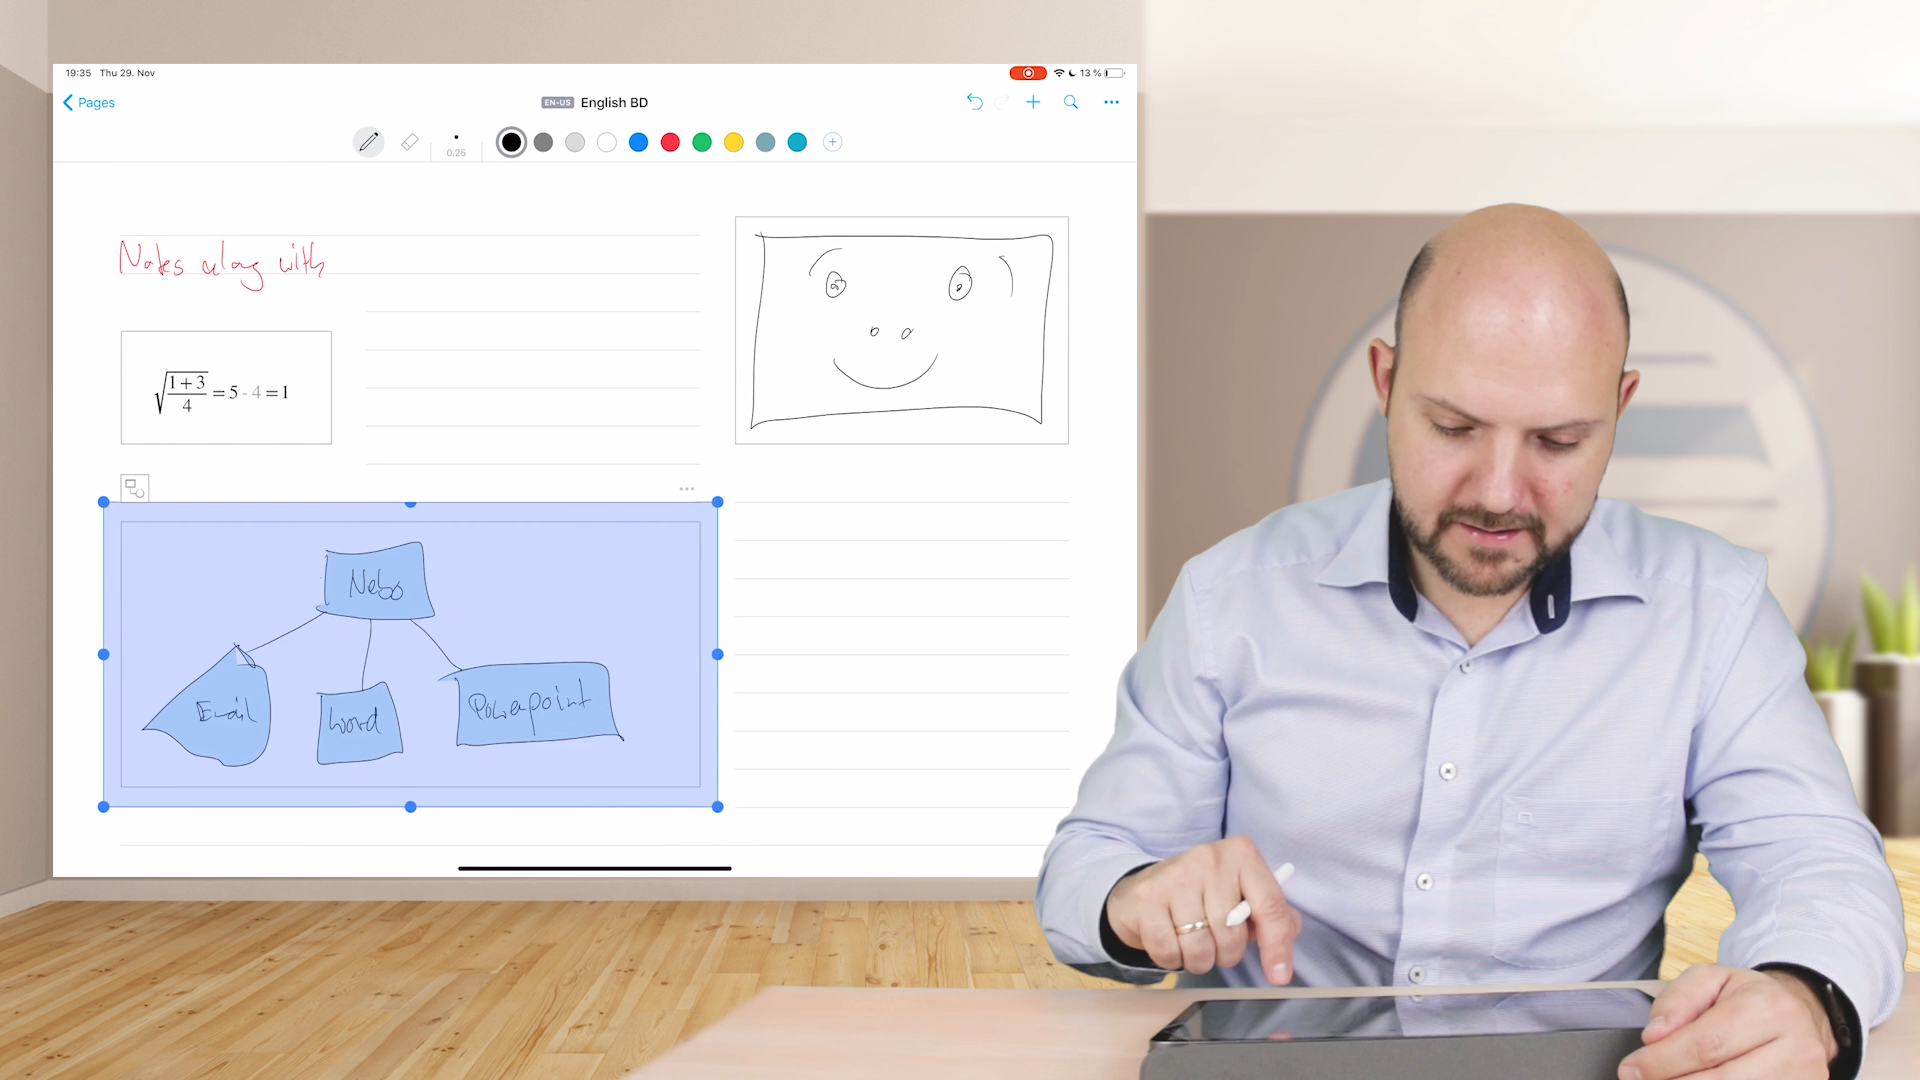 19:35 Thu 29. Nov
13 %
Pages
EN-US English BD
0.25
Notes along with
√(1+3)/4 = 5 - 4 = 1
Nebo
Email
Word
Powerpoint